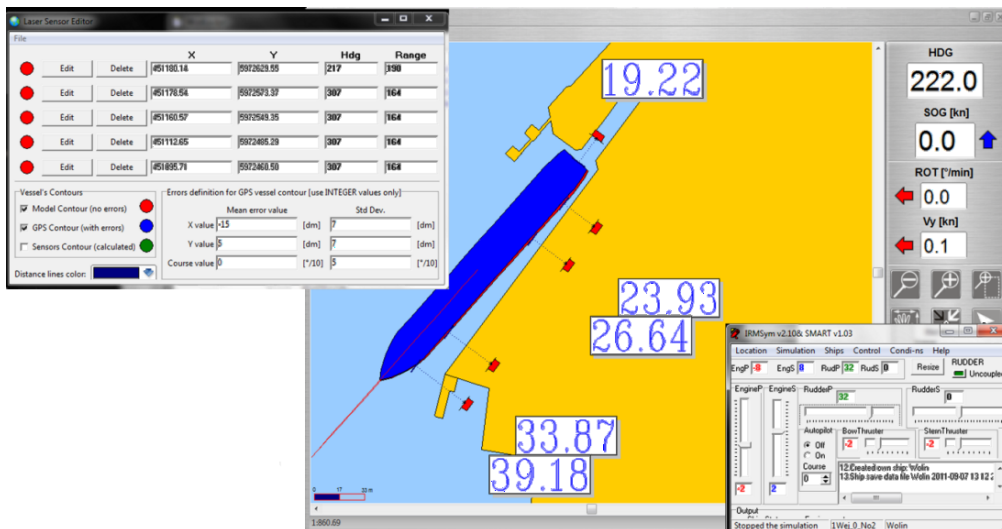 Laser Sensor Editor
File
X Y Hdg Range
Edit Delete 451180.14 5972629.55 217 390
Edit Delete 451178.54 5972573.37 307 164
Edit Delete 451160.57 5972549.35 307 164
Edit Delete 451112.65 5972485.29 307 164
Edit Delete 5972460.50 307 164
Vessel's Contours
Model Contour (no errors)
GPS Contour (with errors)
Sensors Contour (calculated)
Distance lines color:
Errors definition for GPS vessel contour [use INTEGER values only]
Mean error value Std Dev.
X value -15 [dm] 7 [dm]
Y value 5 [dm] 7 [dm]
Course value 0 [°/10] 5 [°/10]
19.22
23.93
26.64
33.87
39.18
0 17 33 m
1:860.69
HDG
222.0
SOG [kn]
0.0
ROT [°/min]
0.0
Vy [kn]
0.1
IRMSym v2.10& SMART v1.03
Location Simulation Ships Control Condi-ns Help
EngP -8 EngS 8 RudP 32 RudS 0 Resize RUDDER
Uncouple
EngineP EngineS RudderP 32 RudderS 0
Autopilot
Off
On
Course
0
BowThruster
-2
SternThruster
-2
-2 2
12:Created own ship: Wolin
13:Ship save data file Wolin 2011-09-07 13 12 2
Output
Stopped the simulation 1Wei_0_No2 Wolin